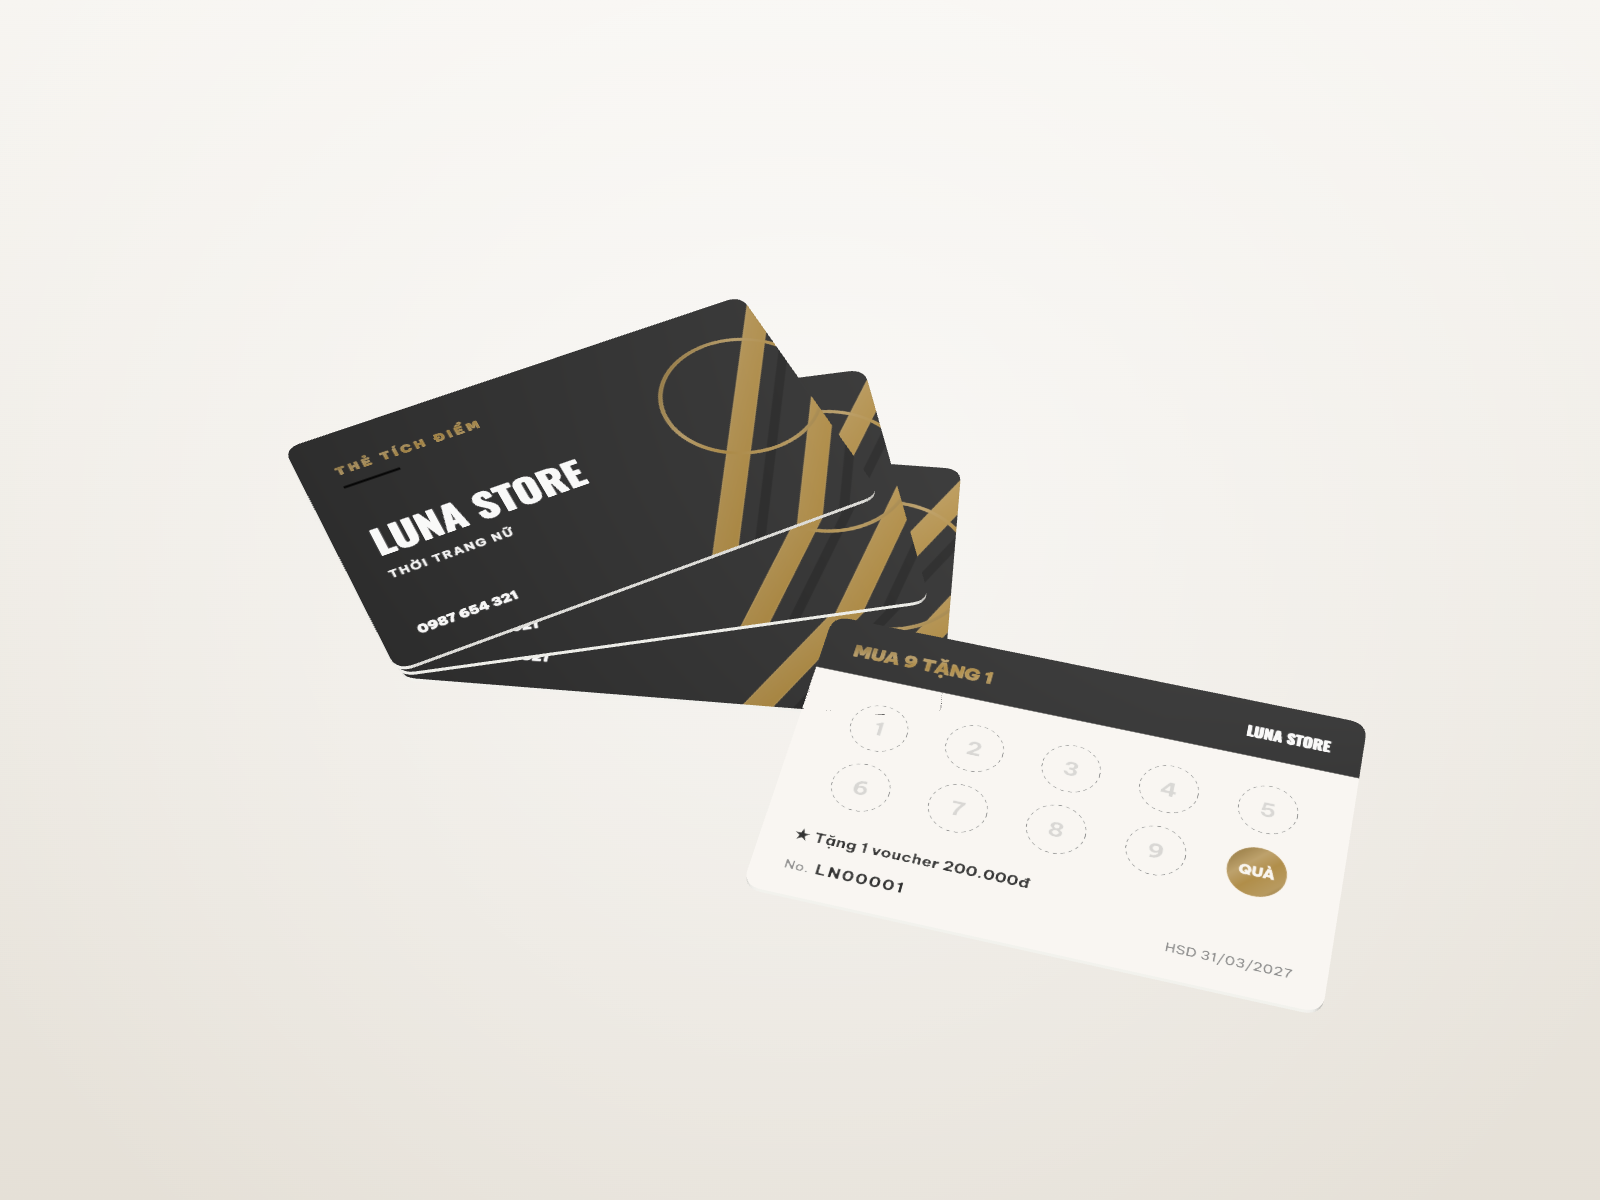 THẺ TÍCH ĐIỂM
LUNA STORE
THỜI TRANG NỮ
0987 654 321
MUA 9 TẶNG 1
LUNA STORE
1 2 3 4 5
6 7 8 9 QUÀ
★ Tặng 1 voucher 200.000đ
No. LN00001
HSD 31/03/2027